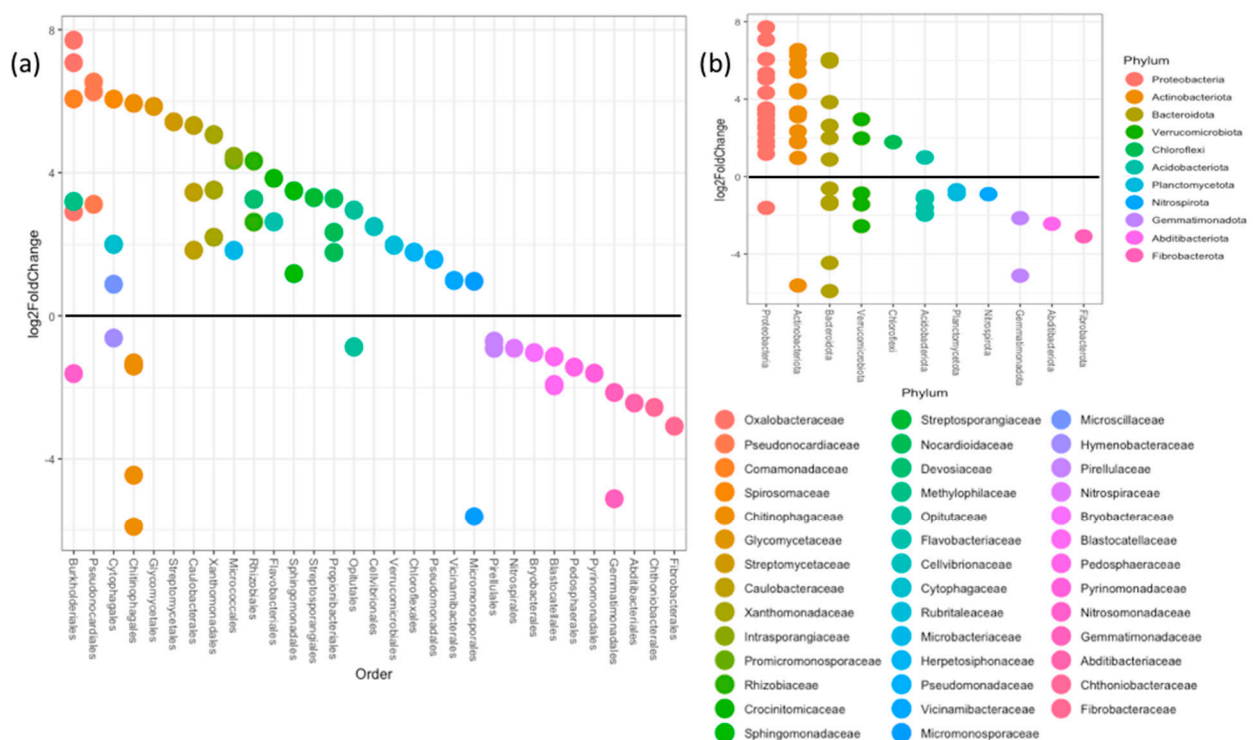 (a)
8
4
0
-4
log2FoldChange
Burkholderiales
Pseudonocardiales
Cytophagales
Chitinophagales
Glycomycetales
Streptomycetales
Caulobacterales
Xanthomonadales
Micrococcales
Rhizobiales
Flavobacteriales
Sphingomonadales
Streptosporangiales
Propionibacteriales
Opitutales
Cellvibrionales
Verrucomicrobiales
Chloroflexales
Pseudomonadales
Vicinamibacterales
Micromonosporales
Pirellulales
Nitrospirales
Bryobacterales
Blastocatellales
Pedosphaerales
Pyrinomonadales
Gemmatimonadales
Abditibacteriales
Chthoniobacterales
Fibrobacterales
Order
(b)
8
4
0
-4
log2FoldChange
Proteobacteria
Actinobacteriota
Bacteroidota
Verrucomicrobiota
Chloroflexi
Acidobacteriota
Planctomycetota
Nitrospirota
Gemmatimonadota
Abditibacteriota
Fibrobacterota
Phylum
Phylum
Proteobacteria
Actinobacteriota
Bacteroidota
Verrucomicrobiota
Chloroflexi
Acidobacteriota
Planctomycetota
Nitrospirota
Gemmatimonadota
Abditibacteriota
Fibrobacterota
Oxalobacteraceae
Pseudonocardiaceae
Comamonadaceae
Spirosomaceae
Chitinophagaceae
Glycomycetaceae
Streptomycetaceae
Caulobacteraceae
Xanthomonadaceae
Intrasporangiaceae
Promicromonosporaceae
Rhizobiaceae
Crocinitomicaceae
Sphingomonadaceae
Streptosporangiaceae
Nocardioidaceae
Devosiaceae
Methylophilaceae
Opitutaceae
Flavobacteriaceae
Cellvibrionaceae
Cytophagaceae
Rubritaleaceae
Microbacteriaceae
Herpetosiphonaceae
Pseudomonadaceae
Vicinamibacteraceae
Micromonosporaceae
Microscillaceae
Hymenobacteraceae
Pirellulaceae
Nitrospiraceae
Bryobacteraceae
Blastocatellaceae
Pedosphaeraceae
Pyrinomonadaceae
Nitrosomonadaceae
Gemmatimonadaceae
Abditibacteriaceae
Chthoniobacteraceae
Fibrobacteraceae